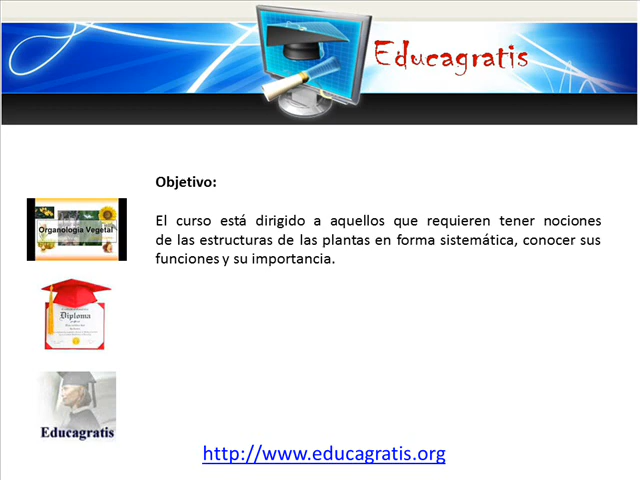 Educagratis
Objetivo:
El curso está dirigido a aquellos que requieren tener nociones
de las estructuras de las plantas en forma sistemática, conocer sus
funciones y su importancia.
Organología Vegetal
Diploma
Educagratis
http://www.educagratis.org